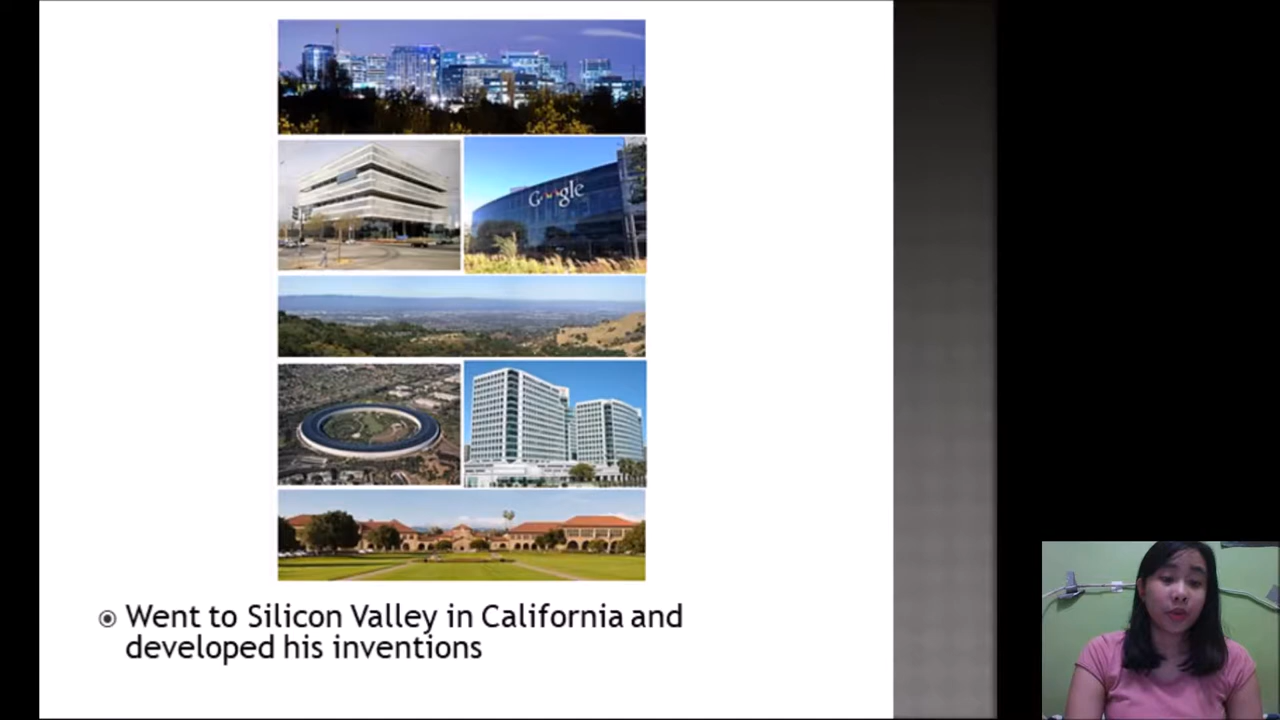 Google
Went to Silicon Valley in California and
developed his inventions